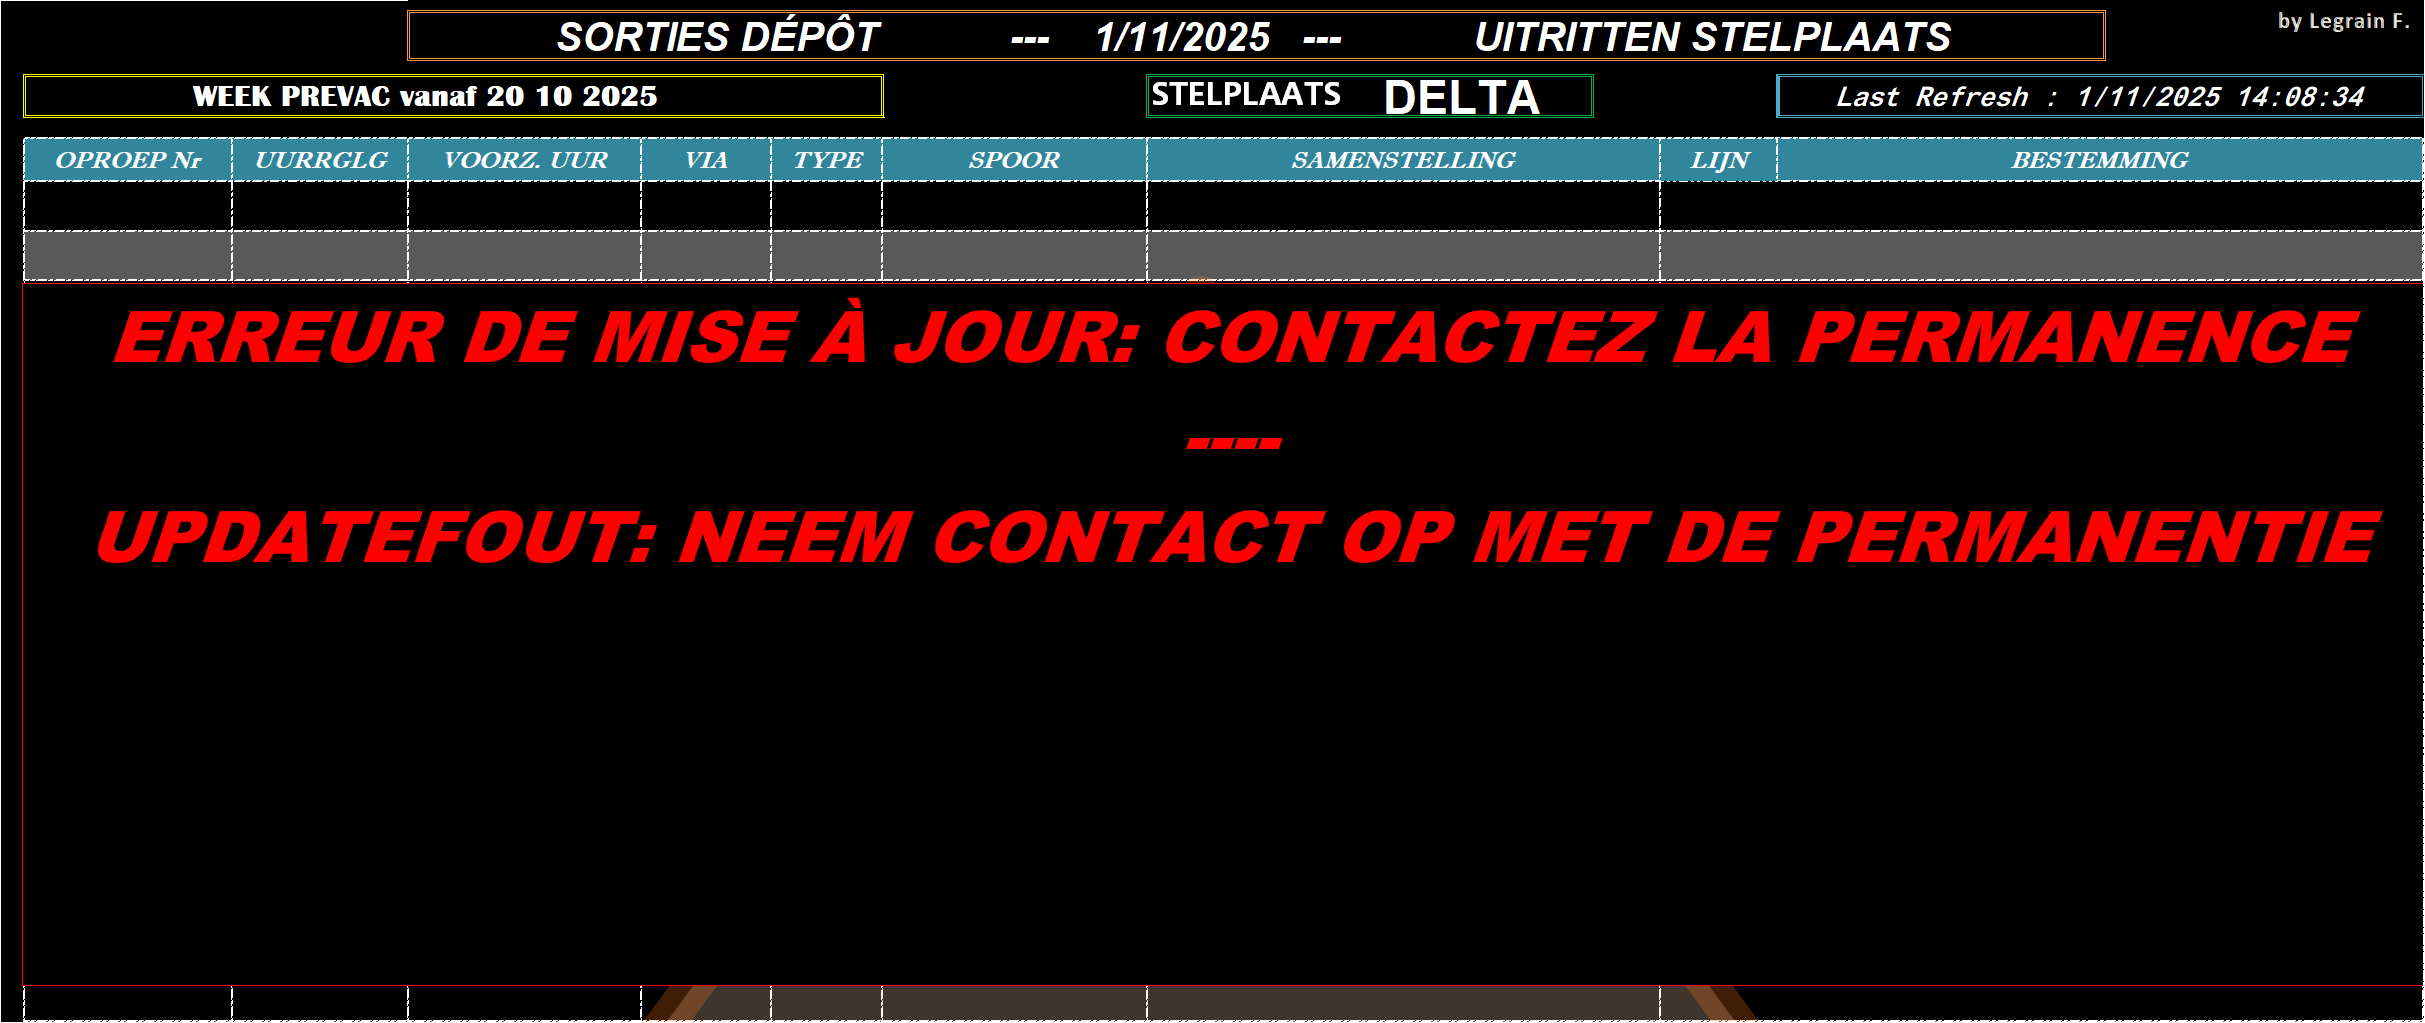 SORTIES DÉPÔT --- 1/11/2025 --- UITRITTEN STELPLAATS
by Legrain F.
WEEK PREVAC vanaf 20 10 2025
STELPLAATS DELTA
Last Refresh : 1/11/2025 14:08:34
OPROEP Nr UURRGLG VOORZ. UUR VIA TYPE SPOOR SAMENSTELLING LIJN BESTEMMING
ERREUR DE MISE À JOUR: CONTACTEZ LA PERMANENCE
----
UPDATEFOUT: NEEM CONTACT OP MET DE PERMANENTIE